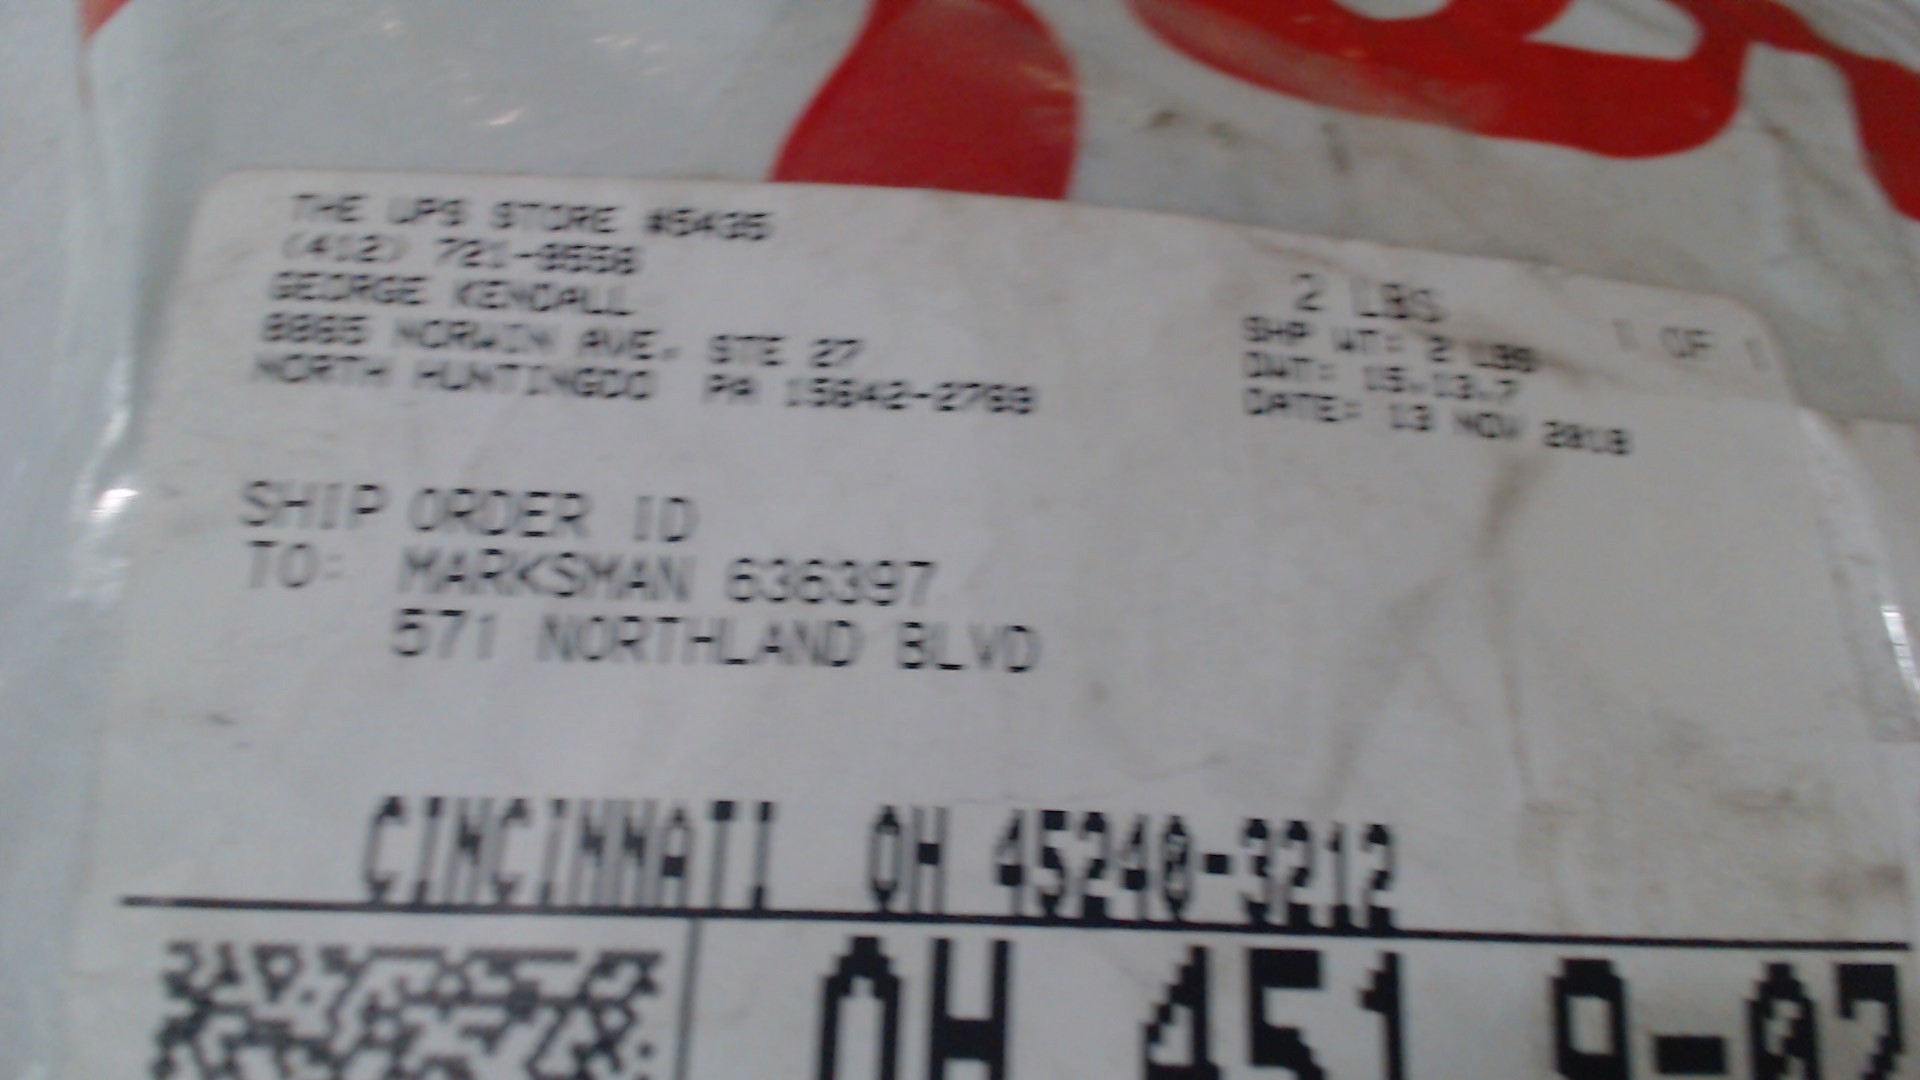 THE UPS STORE #5435
(412) 721-9558
GEORGE KENDALL
8885 NORWIN AVE, STE 27
NORTH HUNTINGDO PA 15642-2769
2 LBS
1 OF 1
SHP WT: 2 LBS
DWT: 15,13,7
DATE: 13 NOV 2018
SHIP ORDER ID
TO: MARKSMAN 636397
571 NORTHLAND BLVD
CINCINNATI OH 45240-3212
OH 451 9-07